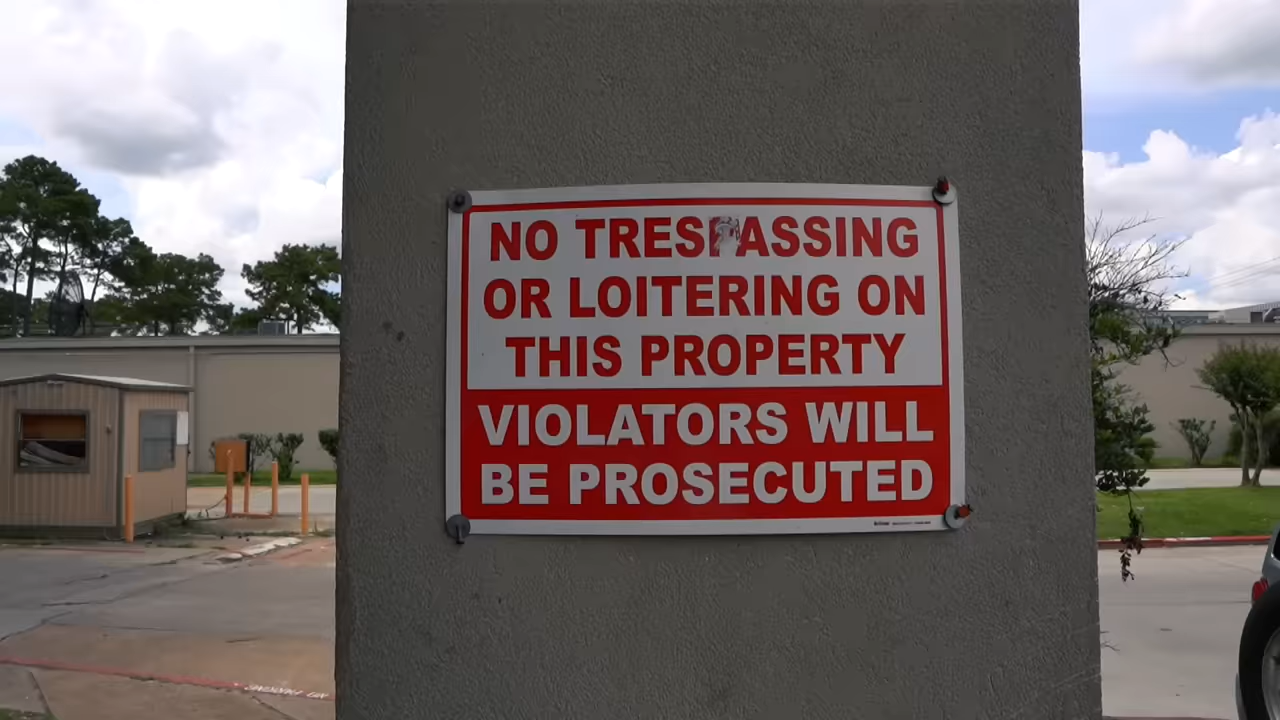 NO TRESPASSING
OR LOITERING ON
THIS PROPERTY
VIOLATORS WILL
BE PROSECUTED